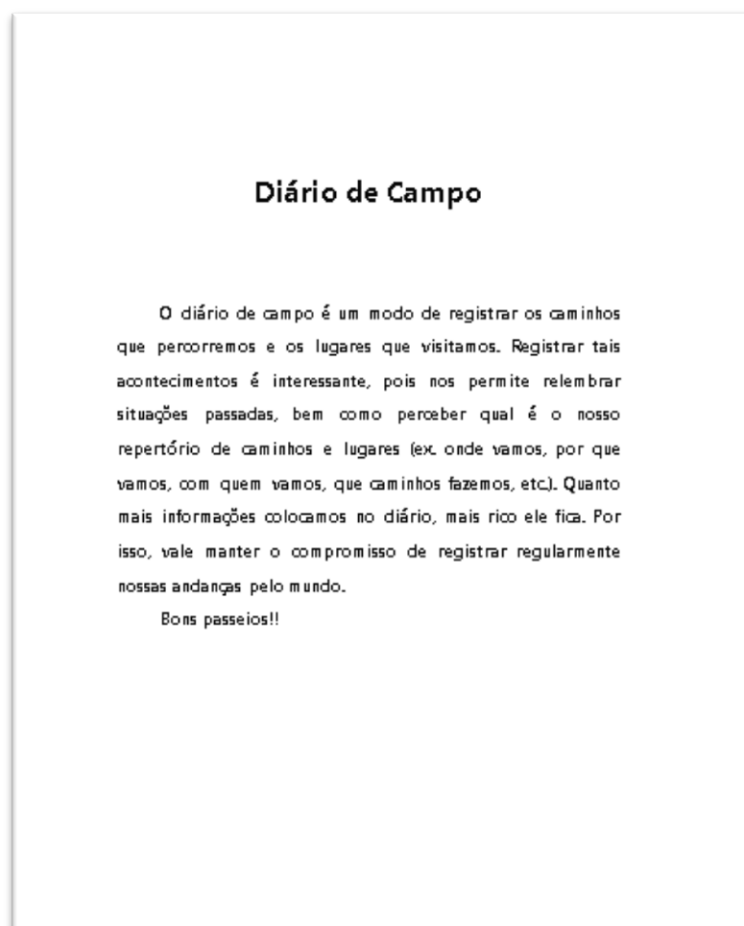 Diário de Campo
O diário de campo é um modo de registrar os caminhos
que percorremos e os lugares que visitamos. Registrar tais
acontecimentos é interessante, pois nos permite relembrar
situações passadas, bem como perceber qual é o nosso
repertório de caminhos e lugares (ex. onde vamos, por que
vamos, com quem vamos, que caminhos fazemos, etc.). Quanto
mais informações colocamos no diário, mais rico ele fica. Por
isso, vale manter o compromisso de registrar regularmente
nossas andanças pelo mundo.
Bons passeios!!